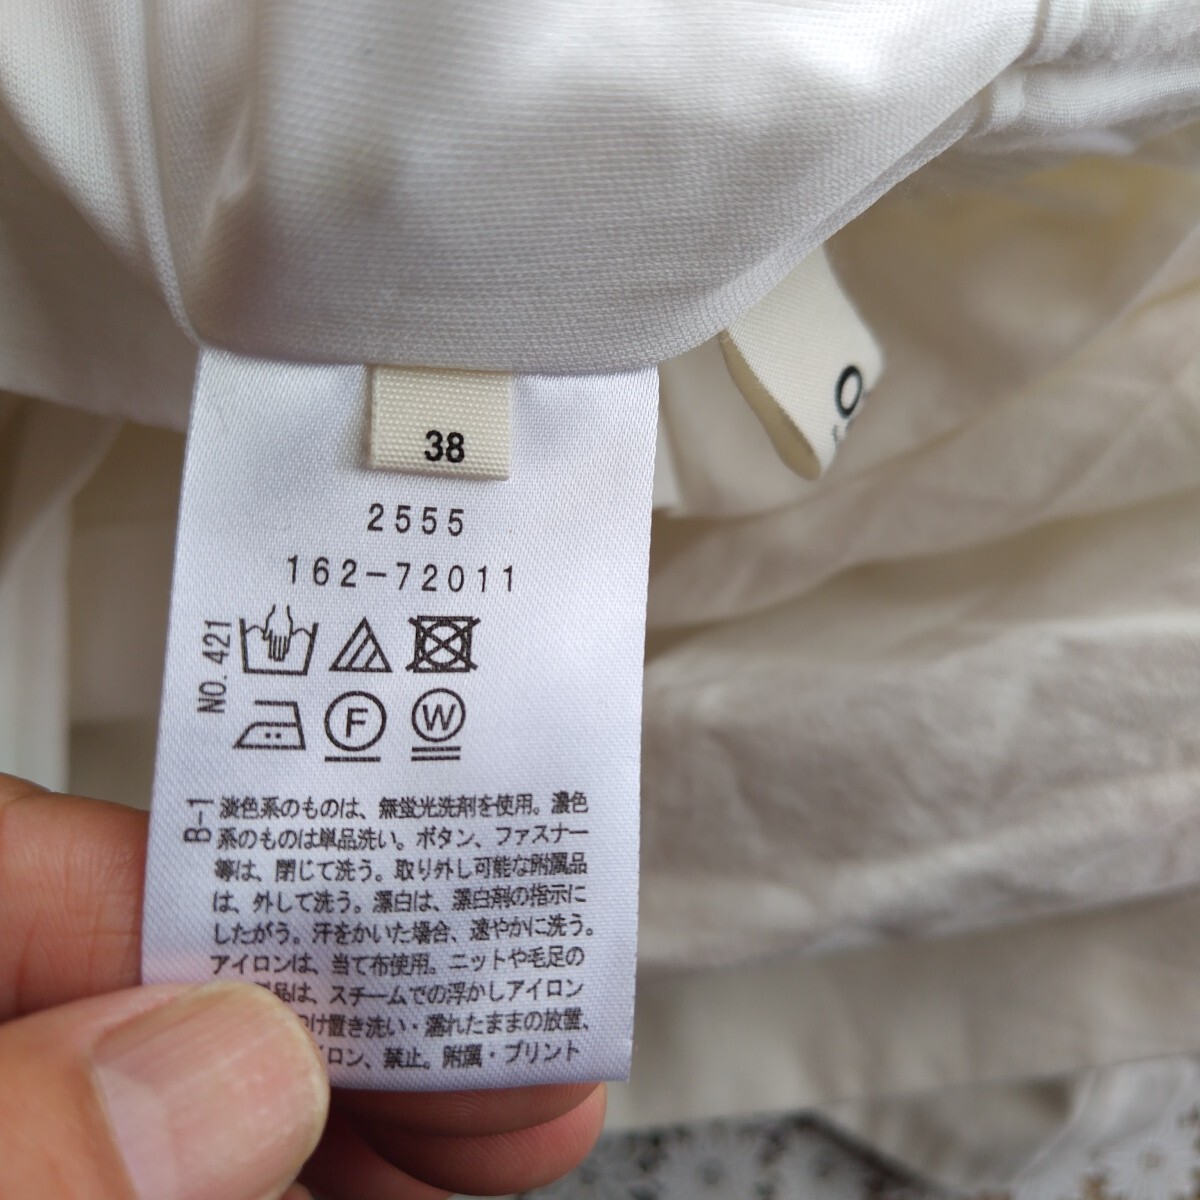 38
2555
162-72011
NO. 421
F
W
B-1
淡色系のものは、無蛍光洗剤を使用。濃色
系のものは単品洗い。ボタン、ファスナー
等は、閉じて洗う。取り外し可能な附属品
は、外して洗う。漂白は、漂白剤の指示に
したがう。汗をかいた場合、速やかに洗う。
アイロンは、当て布使用。ニットや毛足の
品は、スチームでの浮かしアイロン
け置き洗い・濡れたままの放置、
イロン、禁止。附属・プリント
O